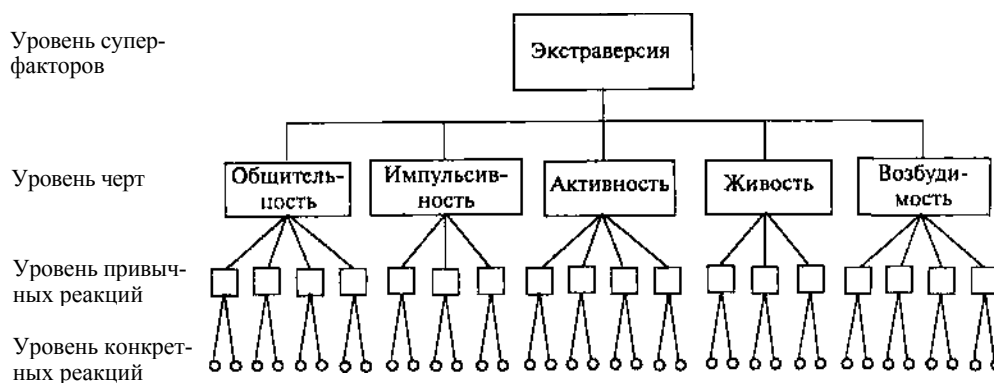 Уровень супер-
факторов
Экстраверсия
Уровень черт
Общитель-
ность
Импульсив-
ность
Активность
Живость
Возбуди-
мость
Уровень привыч-
ных реакций
Уровень конкрет-
ных реакций